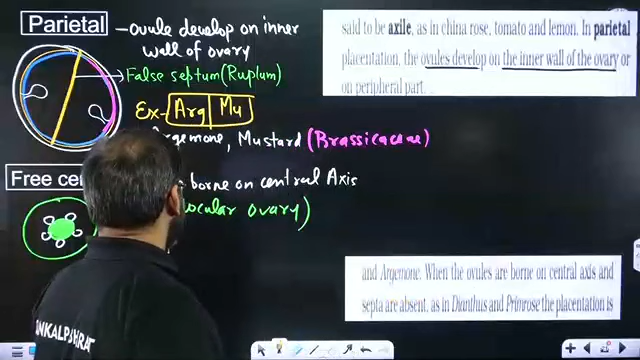 Parietal
-ovule develop on inner
wall of ovary
→False septum (Ruplum)
Ex- Arg Mu
Argemone, Mustard (Brassicaceae)
Free
borne on central Axis
locular ovary)
said to be axile, as in china rose, tomato and lemon. In parietal
placentation, the ovules develop on the inner wall of the ovary or
on peripheral part.
and Argemone. When the ovules are borne on central axis and
septa are absent, as in Dianthus and Primrose the placentation is